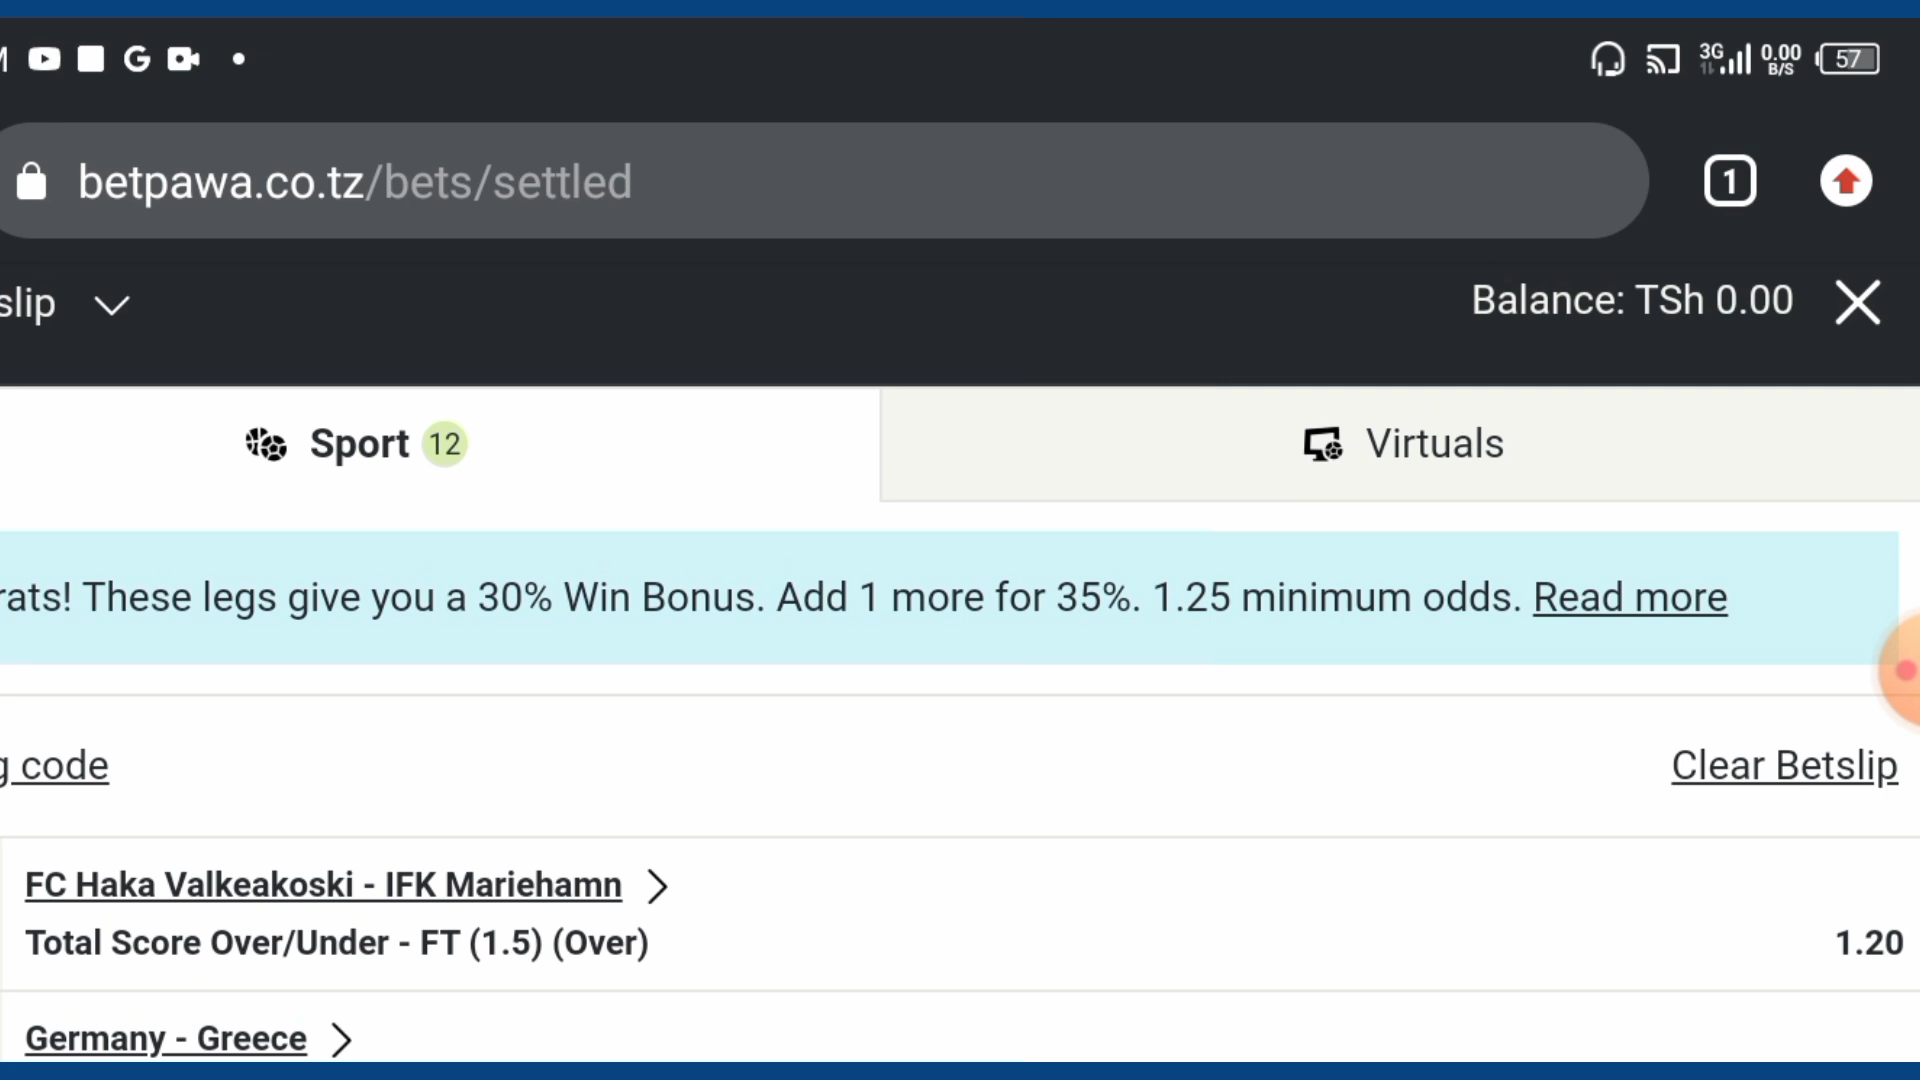 3G 0.00 B/S 57
betpawa.co.tz/bets/settled
1
slip
Balance: TSh 0.00
Sport 12
Virtuals
rats! These legs give you a 30% Win Bonus. Add 1 more for 35%. 1.25 minimum odds. Read more
g code
Clear Betslip
FC Haka Valkeakoski - IFK Mariehamn
Total Score Over/Under - FT (1.5) (Over)
1.20
Germany - Greece